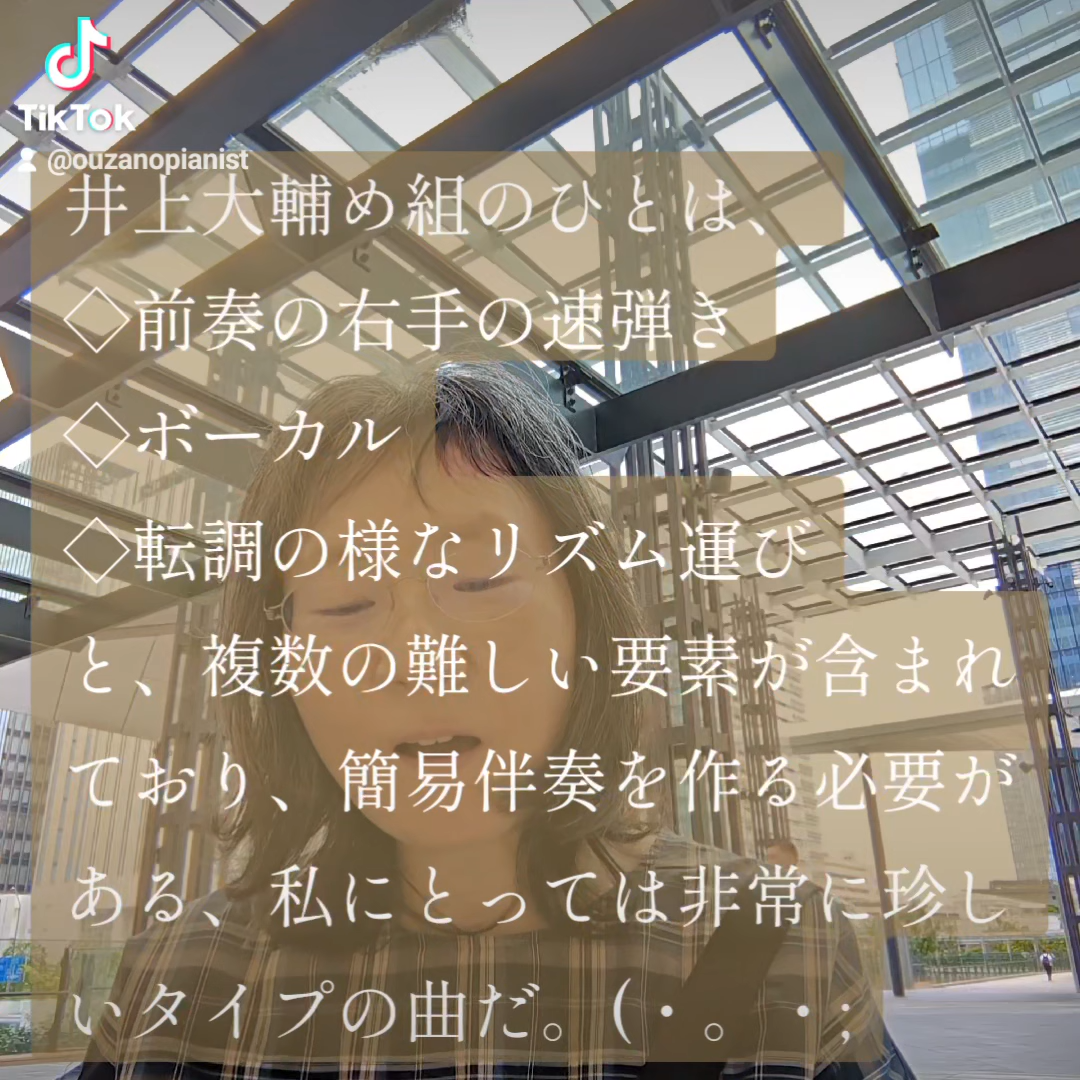 TikTok
@ouzanopianist
井上大輔め組のひとは、
◇前奏の右手の速弾き
◇ボーカル
◇転調の様なリズム運び
と、複数の難しい要素が含まれ
ており、簡易伴奏を作る必要が
ある、私にとっては非常に珍し
いタイプの曲だ。(・。・;